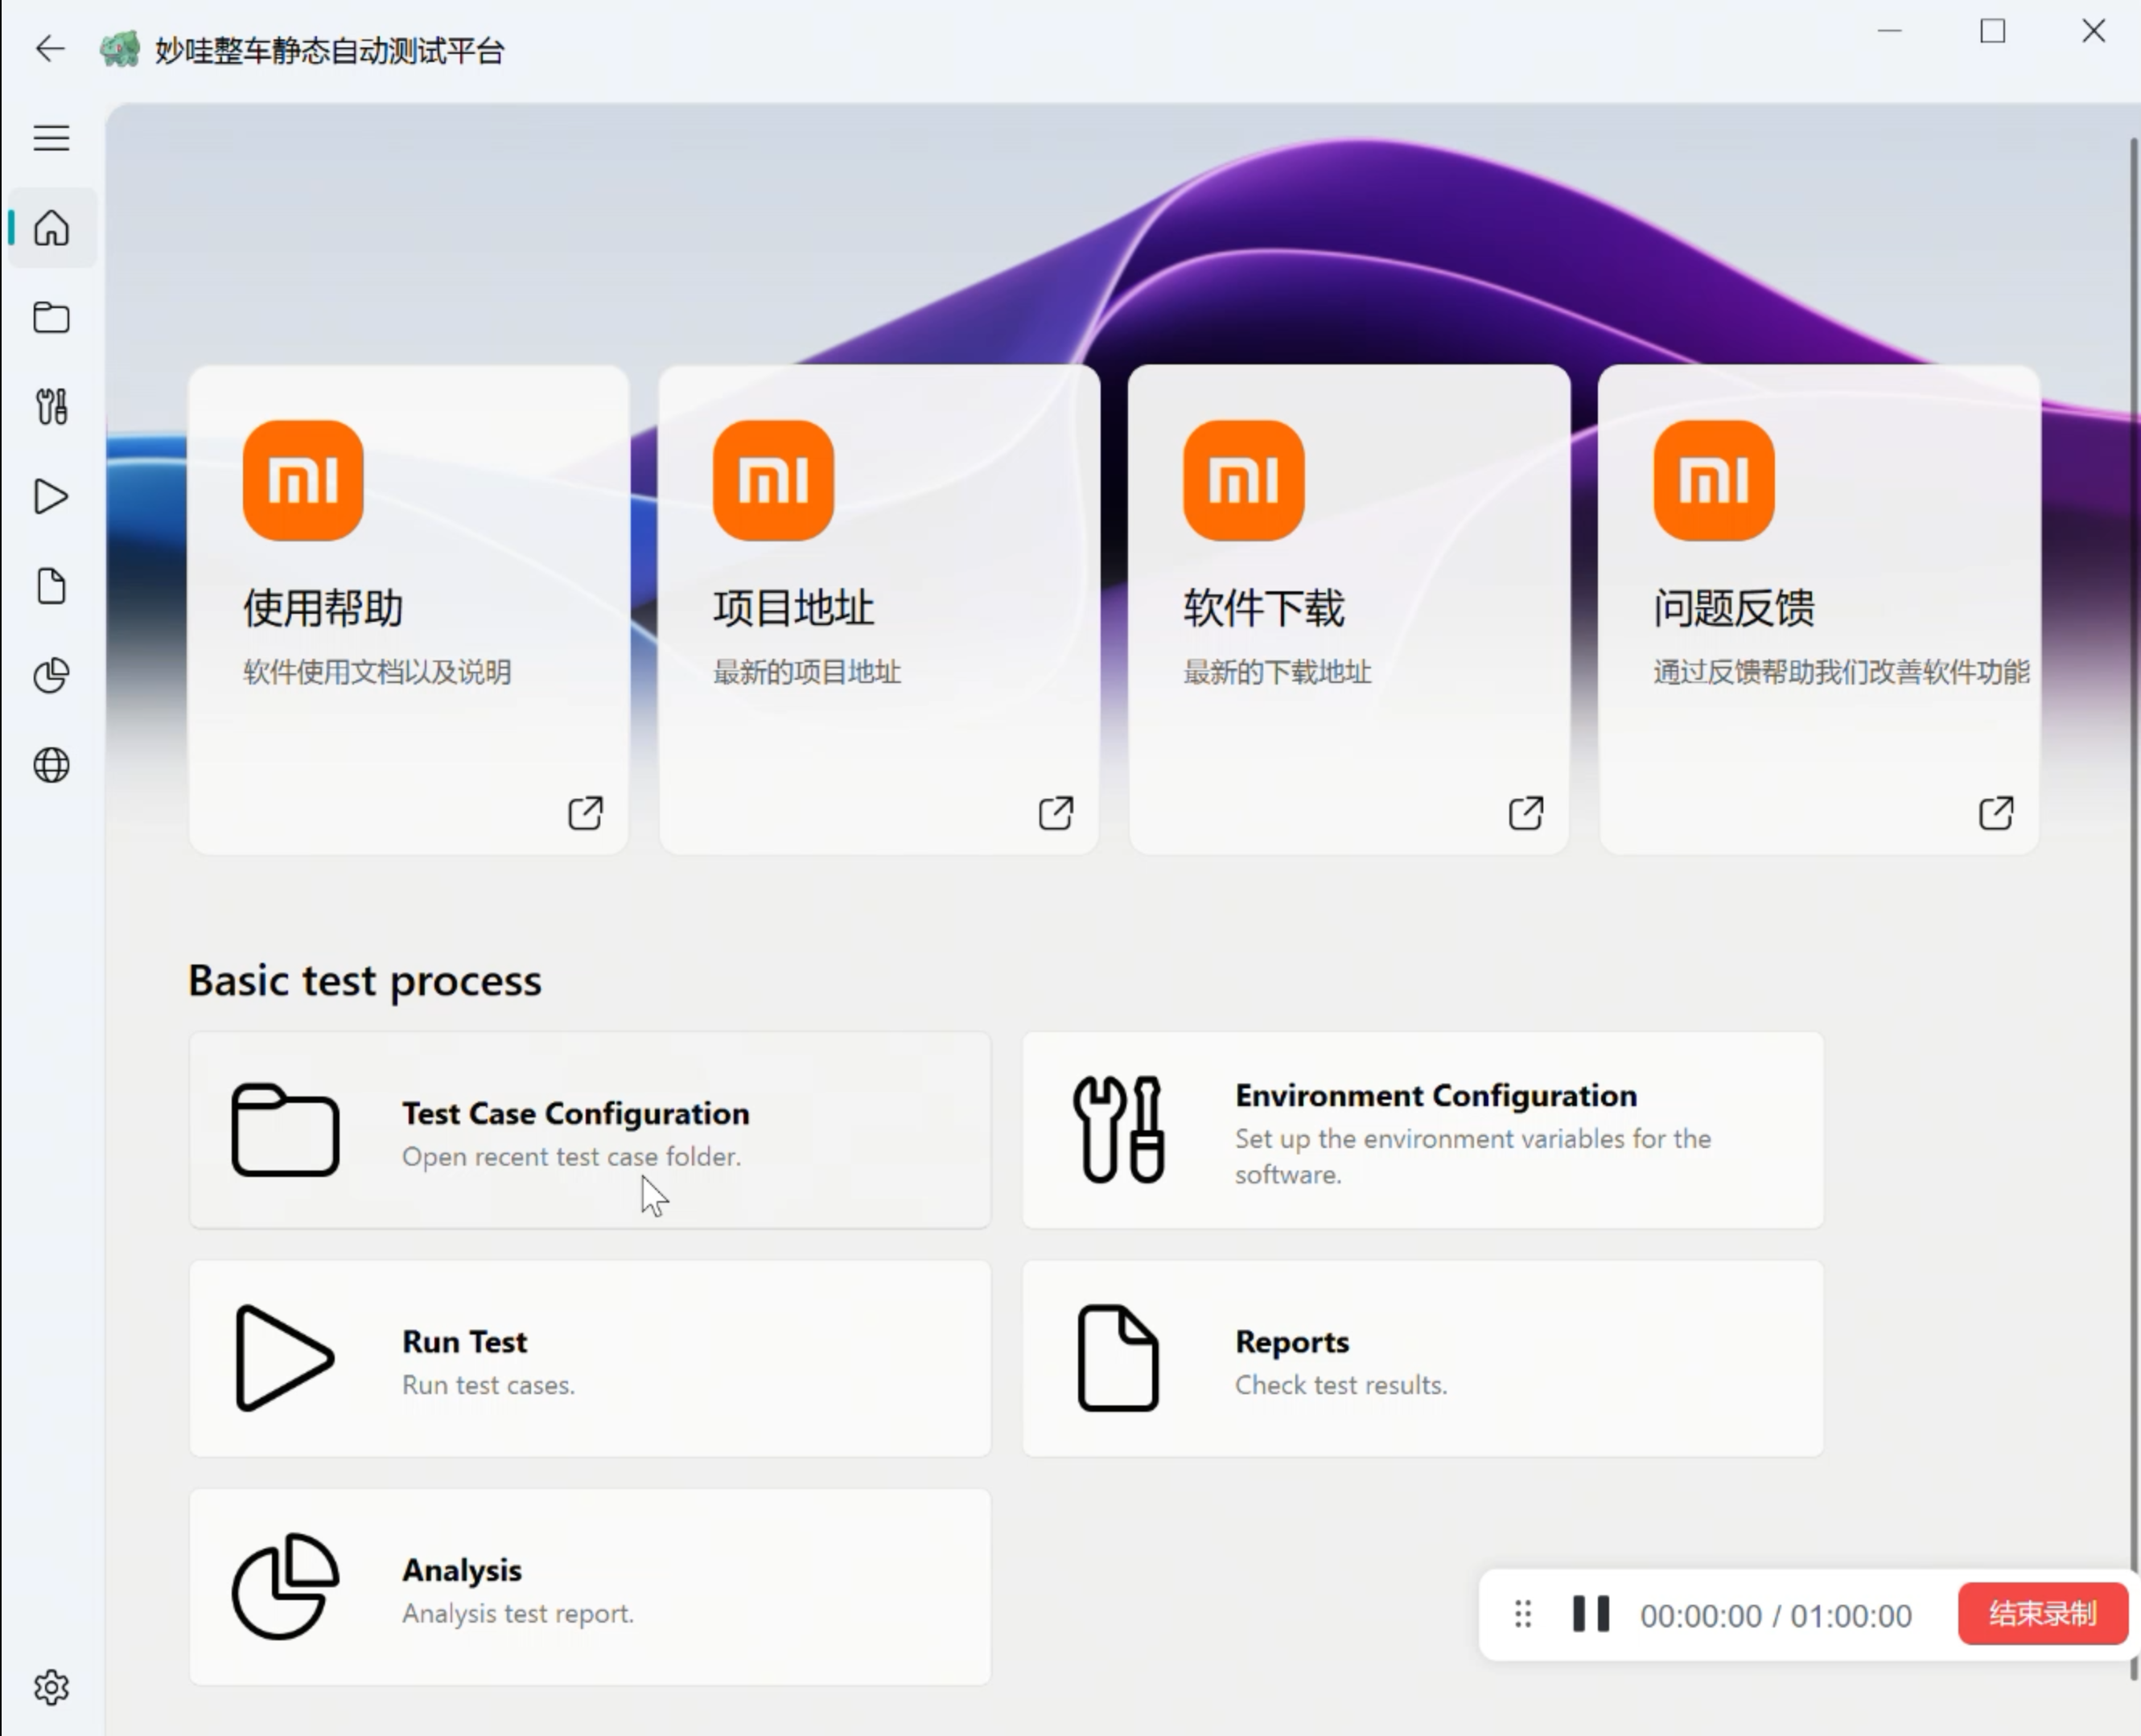 妙哇整车静态自动测试平台
使用帮助
软件使用文档以及说明
项目地址
最新的项目地址
软件下载
最新的下载地址
问题反馈
通过反馈帮助我们改善软件功能
Basic test process
Test Case Configuration
Open recent test case folder.
Environment Configuration
Set up the environment variables for the
software.
Run Test
Run test cases.
Reports
Check test results.
Analysis
Analysis test report.
00:00:00 / 01:00:00
结束录制